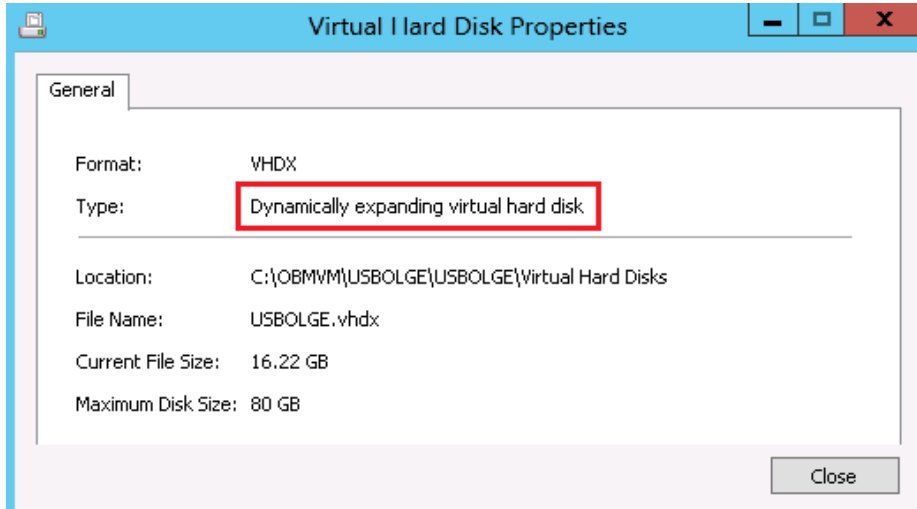 Virtual Hard Disk Properties
General
Format: VHDX
Type: Dynamically expanding virtual hard disk
Location: C:\OBMVM\USBOLGE\USBOLGE\Virtual Hard Disks
File Name: USBOLGE.vhdx
Current File Size: 16.22 GB
Maximum Disk Size: 80 GB
Close